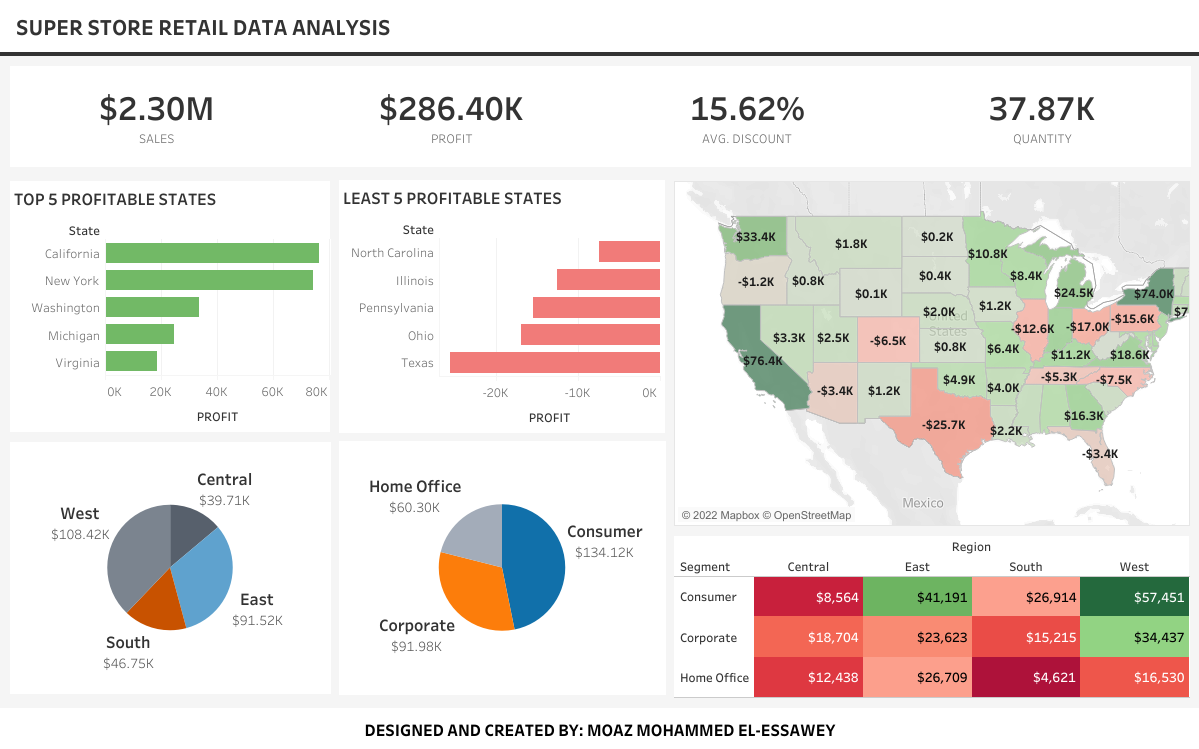 SUPER STORE RETAIL DATA ANALYSIS
$2.30M
SALES
$286.40K
PROFIT
15.62%
AVG. DISCOUNT
37.87K
QUANTITY
TOP 5 PROFITABLE STATES
State
California
New York
Washington
Michigan
Virginia
0K 20K 40K 60K 80K
PROFIT
LEAST 5 PROFITABLE STATES
State
North Carolina
Illinois
Pennsylvania
Ohio
Texas
-20K -10K 0K
PROFIT
$33.4K
$1.8K
$0.2K
$10.8K
-$1.2K
$0.8K
$0.4K
$8.4K
$0.1K
$24.5K
$74.0K
$1.2K
$2.0K
$7
United
States
-$15.6K
-$12.6K
-$17.0K
$3.3K
$2.5K
-$6.5K
$0.8K
$6.4K
$11.2K
$18.6K
$76.4K
-$5.3K
-$7.5K
-$3.4K
$1.2K
$4.9K
$4.0K
$16.3K
-$25.7K
$2.2K
-$3.4K
Mexico
© 2022 Mapbox © OpenStreetMap
Central
$39.71K
West
$108.42K
East
$91.52K
South
$46.75K
Home Office
$60.30K
Consumer
$134.12K
Corporate
$91.98K
Region
Segment Central East South West
Consumer $8,564 $41,191 $26,914 $57,451
Corporate $18,704 $23,623 $15,215 $34,437
Home Office $12,438 $26,709 $4,621 $16,530
DESIGNED AND CREATED BY: MOAZ MOHAMMED EL-ESSAWEY